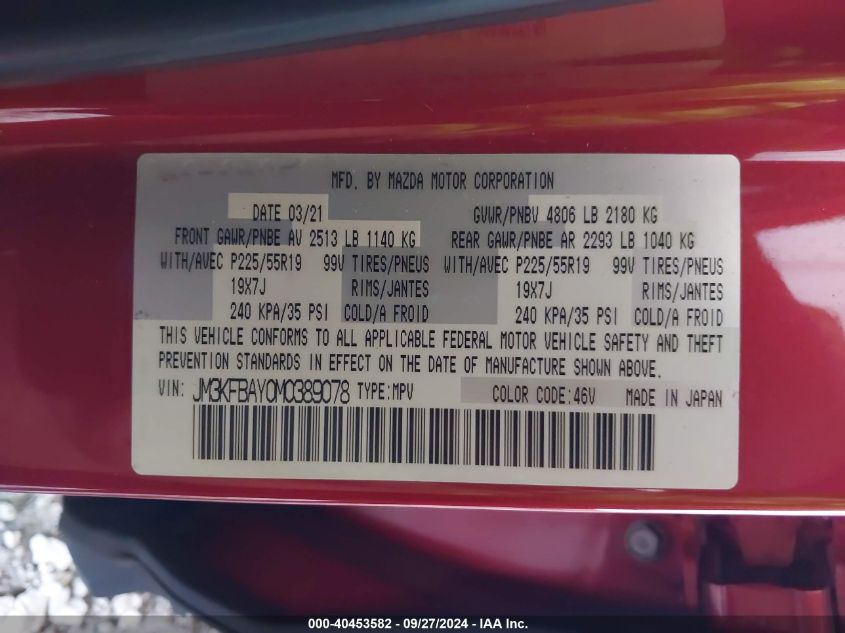 MFD. BY MAZDA MOTOR CORPORATION
DATE 03/21 GVWR/PNBV 4806 LB 2180 KG
FRONT GAWR/PNBE AV 2513 LB 1140 KG REAR GAWR/PNBE AR 2293 LB 1040 KG
WITH/AVEC P225/55R19 99V TIRES/PNEUS WITH/AVEC P225/55R19 99V TIRES/PNEUS
19X7J RIMS/JANTES 19X7J RIMS/JANTES
240 KPA/35 PSI COLD/A FROID 240 KPA/35 PSI COLD/A FROID
THIS VEHICLE CONFORMS TO ALL APPLICABLE FEDERAL MOTOR VEHICLE SAFETY AND THEFT
PREVENTION STANDARDS IN EFFECT ON THE DATE OF MANUFACTURE SHOWN ABOVE.
VIN: JM3KFBAY0M0389078 TYPE:MPV COLOR CODE:46V MADE IN JAPAN
000-40453582 - 09/27/2024 - IAA Inc.